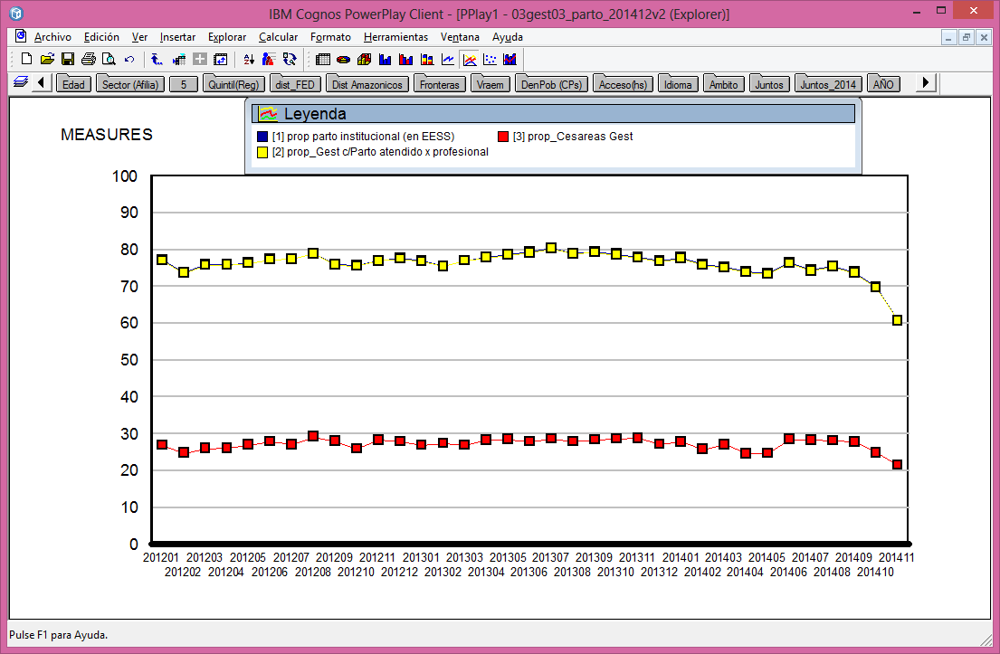 IBM Cognos PowerPlay Client - [PPlay1 - 03gest03_parto_201412v2 (Explorer)]
Archivo Edición Ver Insertar Explorar Calcular Formato Herramientas Ventana Ayuda
Edad Sector (Afilia) 5 Quintil(Reg) dist_FED Dist Amazonicos Fronteras Vraem DenPob (CPs) Acceso(hs) Idioma Ambito Juntos Juntos_2014 AÑO
Leyenda
MEASURES
[1] prop parto institucional (en EESS) [3] prop_Cesareas Gest
[2] prop_Gest c/Parto atendido x profesional
100
90
80
70
60
50
40
30
20
10
0
201201 201203 201205 201207 201209 201211 201301 201303 201305 201307 201309 201311 201401 201403 201405 201407 201409 201411
201202 201204 201206 201208 201210 201212 201302 201304 201306 201308 201310 201312 201402 201404 201406 201408 201410
Pulse F1 para Ayuda.